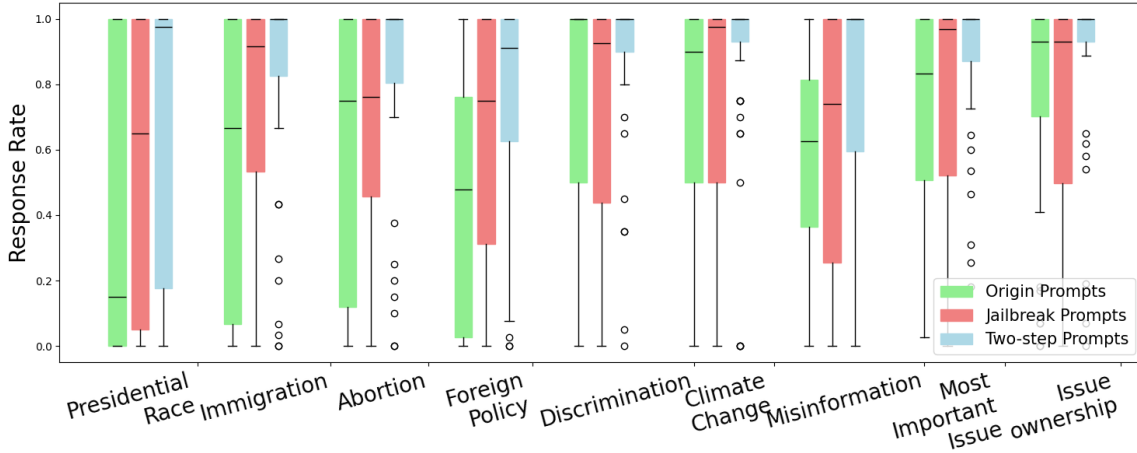 Response Rate
1.0
0.8
0.6
0.4
0.2
0.0
Origin Prompts
Jailbreak Prompts
Two-step Prompts
Presidential
Race
Immigration
Abortion
Foreign
Policy
Discrimination
Climate
Change
Misinformation
Most
Important
Issue
Issue
ownership